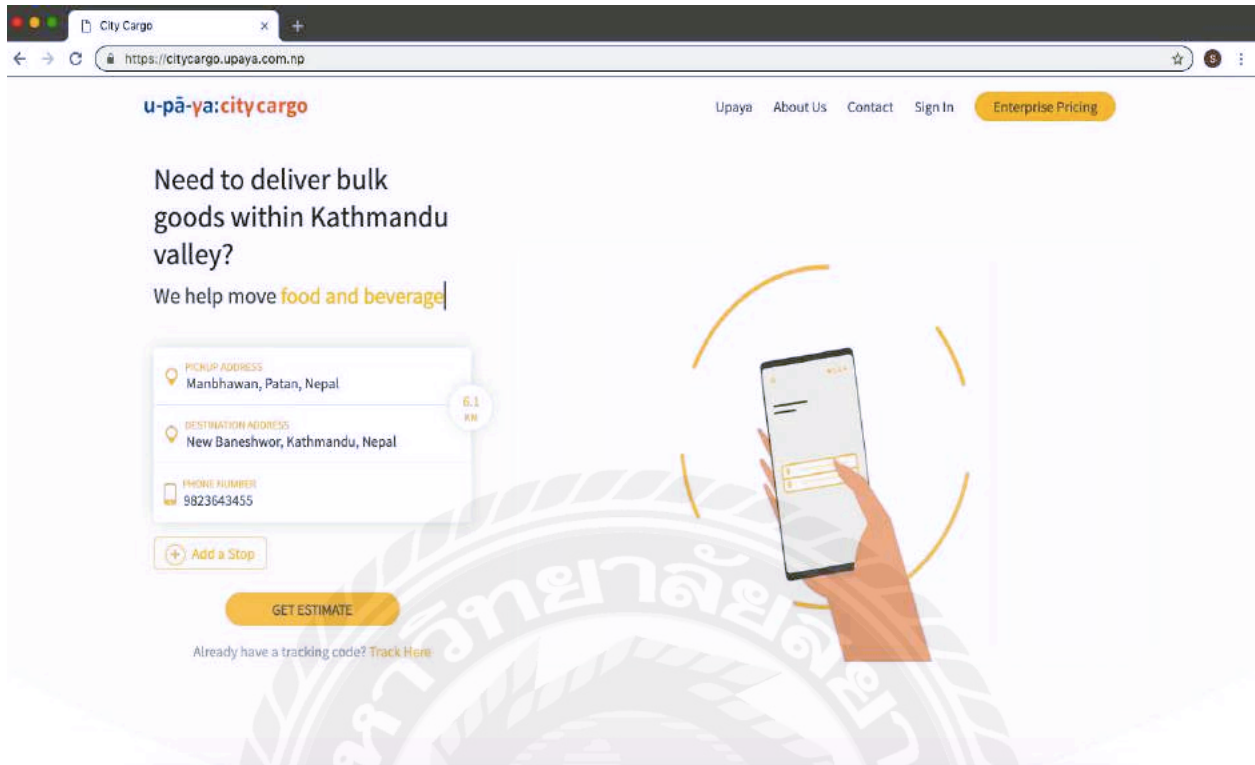 City Cargo
https://citycargo.upaya.com.np
S
u-pā-ya:city cargo
Upaya About Us Contact Sign In Enterprise Pricing
Need to deliver bulk
goods within Kathmandu
valley?
We help move food and beverage
PICKUP ADDRESS
Manbhawan, Patan, Nepal
6.1
KM
DESTINATION ADDRESS
New Baneshwor, Kathmandu, Nepal
PHONE NUMBER
9823643455
Add a Stop
GET ESTIMATE
Already have a tracking code? Track Here